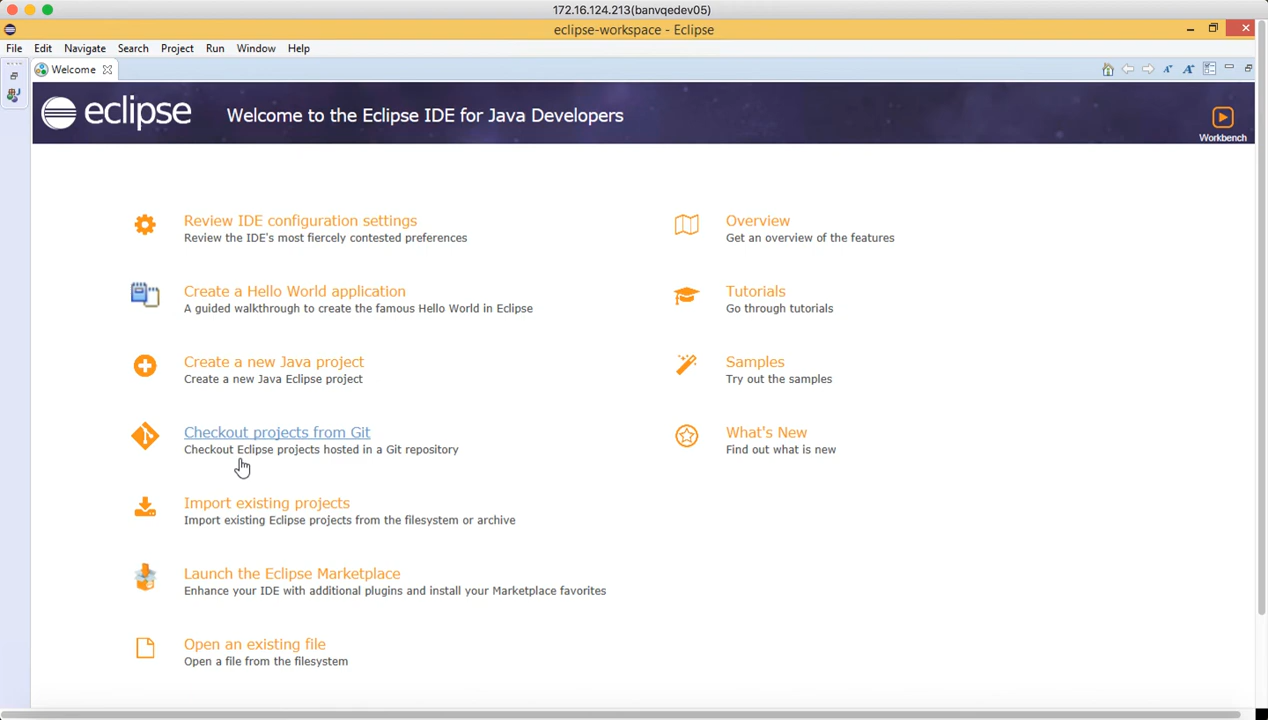 172.16.124.213(banvqedev05)
eclipse-workspace - Eclipse
File Edit Navigate Search Project Run Window Help
Welcome
eclipse
Welcome to the Eclipse IDE for Java Developers
Workbench
Review IDE configuration settings
Review the IDE's most fiercely contested preferences
Create a Hello World application
A guided walkthrough to create the famous Hello World in Eclipse
Create a new Java project
Create a new Java Eclipse project
Checkout projects from Git
Checkout Eclipse projects hosted in a Git repository
Import existing projects
Import existing Eclipse projects from the filesystem or archive
Launch the Eclipse Marketplace
Enhance your IDE with additional plugins and install your Marketplace favorites
Open an existing file
Open a file from the filesystem
Overview
Get an overview of the features
Tutorials
Go through tutorials
Samples
Try out the samples
What's New
Find out what is new